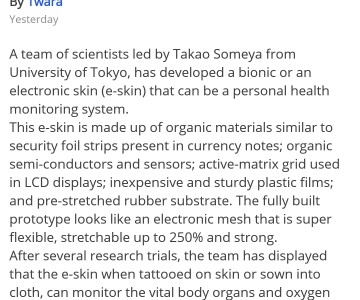 By Twara
Yesterday
A team of scientists led by Takao Someya from
University of Tokyo, has developed a bionic or an
electronic skin (e-skin) that can be a personal health
monitoring system.
This e-skin is made up of organic materials similar to
security foil strips present in currency notes; organic
semi-conductors and sensors; active-matrix grid used
in LCD displays; inexpensive and sturdy plastic films;
and pre-stretched rubber substrate. The fully built
prototype looks like an electronic mesh that is super
flexible, stretchable up to 250% and strong.
After several research trials, the team has displayed
that the e-skin when tattooed on skin or sown into
cloth, can monitor the vital body organs and oxygen